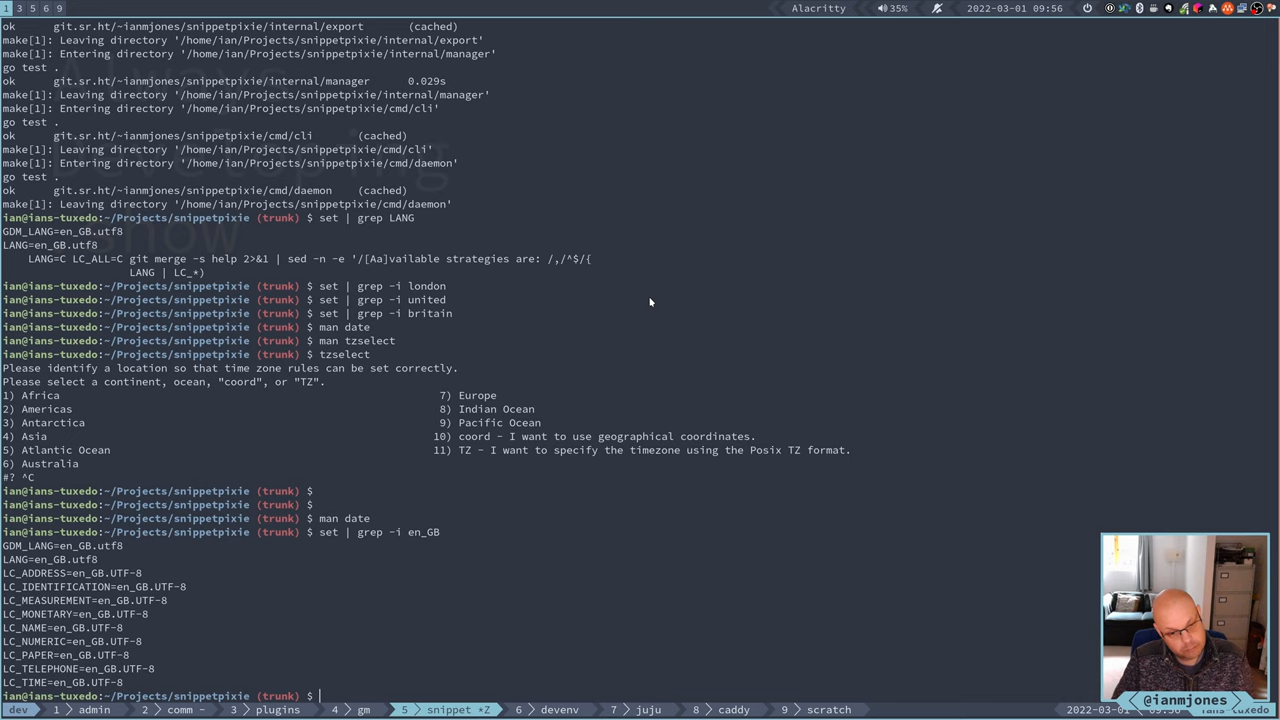 1 3 5 6 9 Alacritty 35% 2022-03-01 09:56
ok git.sr.ht/~ianmjones/snippetpixie/internal/export (cached)
make[1]: Leaving directory '/home/ian/Projects/snippetpixie/internal/export'
make[1]: Entering directory '/home/ian/Projects/snippetpixie/internal/manager'
go test .
ok git.sr.ht/~ianmjones/snippetpixie/internal/manager 0.029s
make[1]: Leaving directory '/home/ian/Projects/snippetpixie/internal/manager'
make[1]: Entering directory '/home/ian/Projects/snippetpixie/cmd/cli'
go test .
ok git.sr.ht/~ianmjones/snippetpixie/cmd/cli (cached)
make[1]: Leaving directory '/home/ian/Projects/snippetpixie/cmd/cli'
make[1]: Entering directory '/home/ian/Projects/snippetpixie/cmd/daemon'
go test .
ok git.sr.ht/~ianmjones/snippetpixie/cmd/daemon (cached)
make[1]: Leaving directory '/home/ian/Projects/snippetpixie/cmd/daemon'
ian@ians-tuxedo:~/Projects/snippetpixie (trunk) $ set | grep LANG
GDM_LANG=en_GB.utf8
LANG=en_GB.utf8
LANG=C LC_ALL=C git merge -s help 2>&1 | sed -n -e '/[Aa]vailable strategies are: /,/^$/{
LANG | LC_*)
ian@ians-tuxedo:~/Projects/snippetpixie (trunk) $ set | grep -i london
ian@ians-tuxedo:~/Projects/snippetpixie (trunk) $ set | grep -i united
ian@ians-tuxedo:~/Projects/snippetpixie (trunk) $ set | grep -i britain
ian@ians-tuxedo:~/Projects/snippetpixie (trunk) $ man date
ian@ians-tuxedo:~/Projects/snippetpixie (trunk) $ man tzselect
ian@ians-tuxedo:~/Projects/snippetpixie (trunk) $ tzselect
Please identify a location so that time zone rules can be set correctly.
Please select a continent, ocean, "coord", or "TZ".
1) Africa 7) Europe
2) Americas 8) Indian Ocean
3) Antarctica 9) Pacific Ocean
4) Asia 10) coord - I want to use geographical coordinates.
5) Atlantic Ocean 11) TZ - I want to specify the timezone using the Posix TZ format.
6) Australia
#? ^C
ian@ians-tuxedo:~/Projects/snippetpixie (trunk) $
ian@ians-tuxedo:~/Projects/snippetpixie (trunk) $
ian@ians-tuxedo:~/Projects/snippetpixie (trunk) $ man date
ian@ians-tuxedo:~/Projects/snippetpixie (trunk) $ set | grep -i en_GB
GDM_LANG=en_GB.utf8
LANG=en_GB.utf8
LC_ADDRESS=en_GB.UTF-8
LC_IDENTIFICATION=en_GB.UTF-8
LC_MEASUREMENT=en_GB.UTF-8
LC_MONETARY=en_GB.UTF-8
LC_NAME=en_GB.UTF-8
LC_NUMERIC=en_GB.UTF-8
LC_PAPER=en_GB.UTF-8
LC_TELEPHONE=en_GB.UTF-8
LC_TIME=en_GB.UTF-8
ian@ians-tuxedo:~/Projects/snippetpixie (trunk) $
@ianmjones
dev 1 admin 2 comm - 3 plugins 4 gm 5 snippet *Z 6 devenv 7 juju 8 caddy 9 scratch 2022-03-01